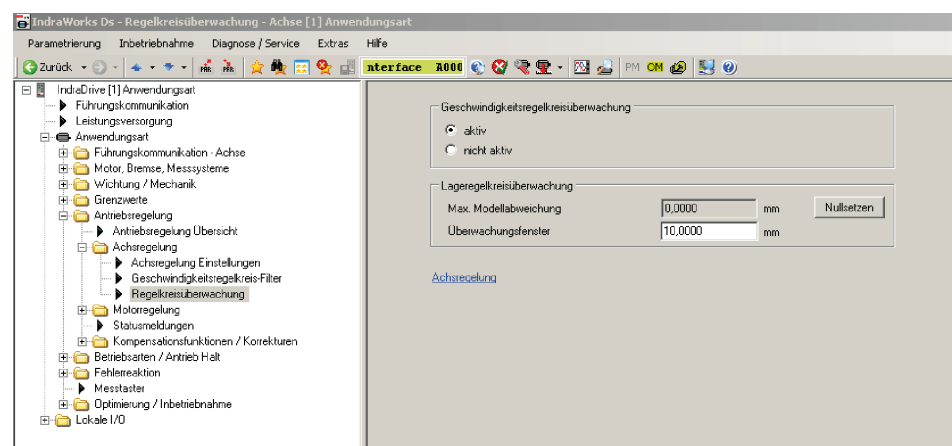 IndraWorks Ds - Regelkreisüberwachung - Achse [1] Anwendungsart
Parametrierung Inbetriebnahme Diagnose / Service Extras Hilfe
Zurück nterface A000 PM OM
IndraDrive [1] Anwendungsart
Führungskommunikation
Leistungsversorgung
Anwendungsart
Führungskommunikation - Achse
Motor, Bremse, Messsysteme
Wichtung / Mechanik
Grenzwerte
Antriebsregelung
Antriebsregelung Übersicht
Achsregelung
Achsregelung Einstellungen
Geschwindigkeitsregelkreis-Filter
Regelkreisüberwachung
Motorregelung
Statusmeldungen
Kompensationsfunktionen / Korrekturen
Betriebsarten / Antrieb Halt
Fehlerreaktion
Messtaster
Optimierung / Inbetriebnahme
Lokale I/O
Geschwindigkeitsregelkreisüberwachung
aktiv
nicht aktiv
Lageregelkreisüberwachung
Max. Modellabweichung 0,0000 mm Nullsetzen
Überwachungsfenster 10,0000 mm
Achsregelung